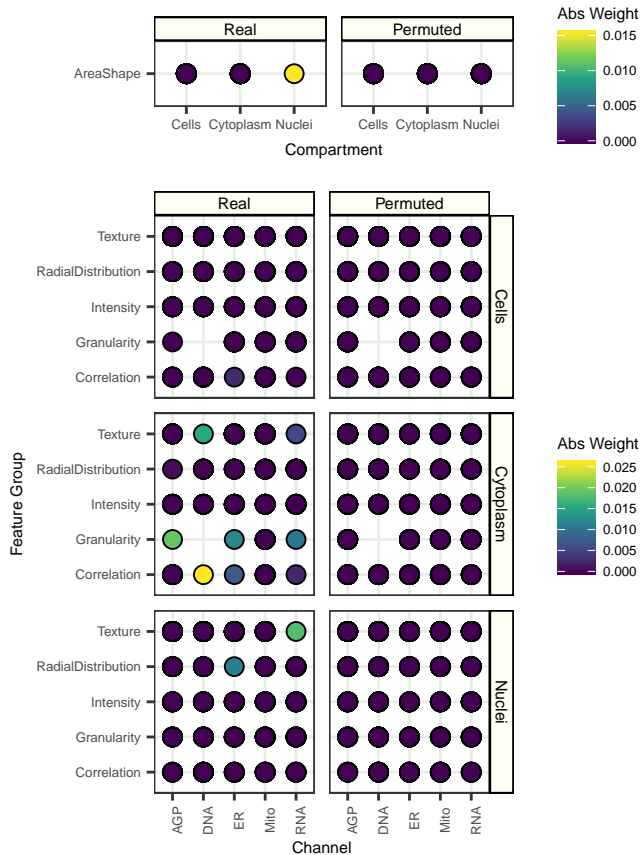 Real Permuted
AreaShape
Cells Cytoplasm Nuclei Cells Cytoplasm Nuclei
Compartment
Abs Weight
0.015
0.010
0.005
0.000
Real Permuted
Feature Group
Texture
RadialDistribution
Intensity
Granularity
Correlation
Cells
Texture
RadialDistribution
Intensity
Granularity
Correlation
Cytoplasm
Texture
RadialDistribution
Intensity
Granularity
Correlation
Nuclei
AGP DNA ER Mito RNA AGP DNA ER Mito RNA
Channel
Abs Weight
0.025
0.020
0.015
0.010
0.005
0.000